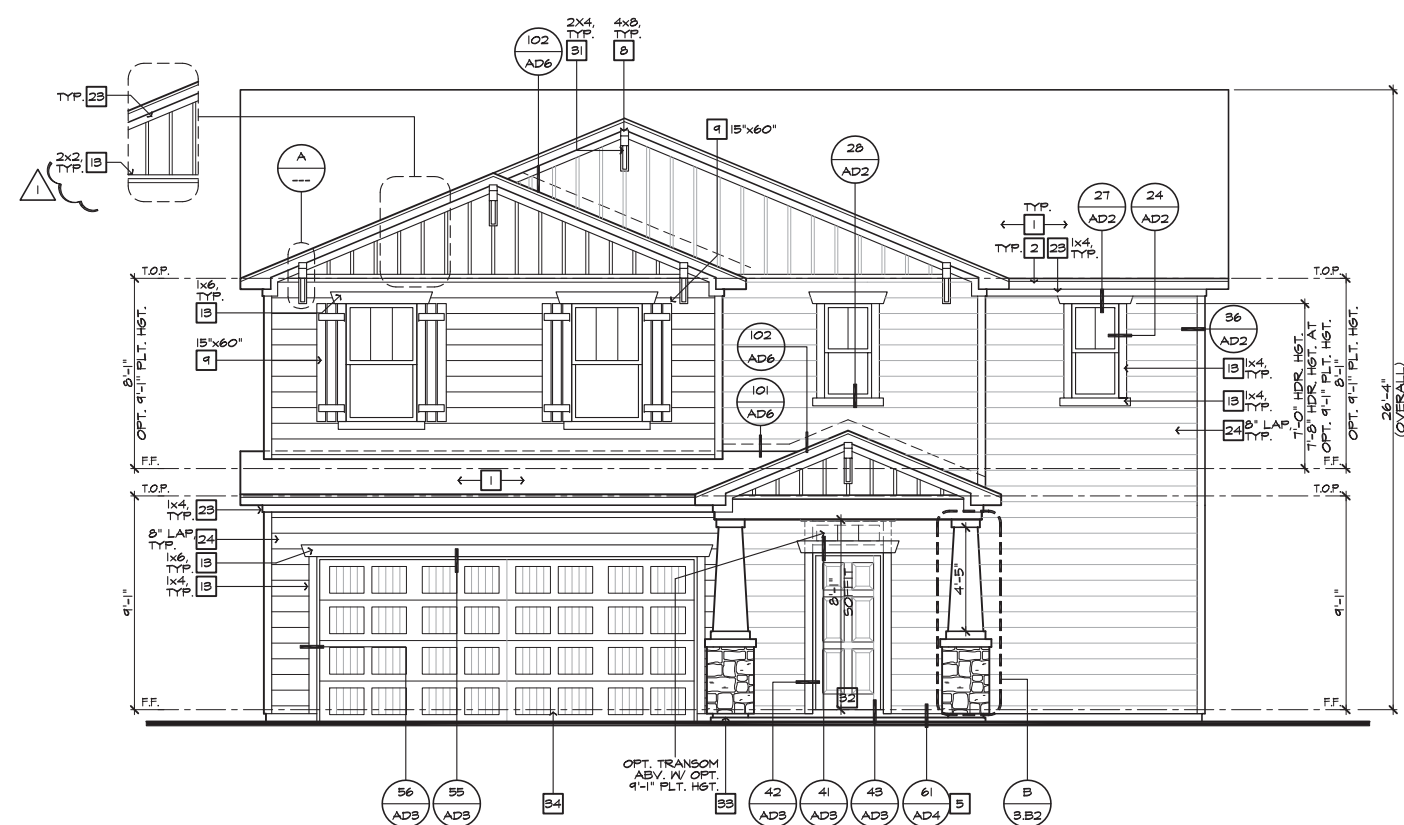 2X4,
TYP.
31
4x8,
TYP.
8
102
AD6
TYP. 23
2x2,
TYP. 13
1
A
---
9 15"x60"
28
AD2
27
AD2
24
AD2
TYP.
1
TYP. 2 23 1x4,
TYP.
T.O.P.
T.O.P.
1x6,
TYP.
13
15"x60"
9
8'-1"
OPT. 9'-1" PLT. HGT.
102
AD6
101
AD6
36
AD2
13 1x4,
TYP.
13 1x4,
TYP.
24 8" LAP,
TYP.
7'-0" HDR. HGT.
7'-8" HDR. HGT. AT
OPT. 9'-1" PLT. HGT.
8'-1"
OPT. 9'-1" PLT. HGT.
26'-4"
(OVERALL)
F.F.
F.F.
T.O.P.
T.O.P.
1
1x4,
TYP. 23
8" LAP,
TYP. 24
1x6,
TYP. 13
1x4,
TYP. 13
9'-1"
8'-1"
32
4'-5"
9'-1"
F.F.
F.F.
OPT. TRANSOM
ABV. W/ OPT.
9'-1" PLT. HGT.
56
AD3
55
AD3
34
33
42
AD3
41
AD3
43
AD3
61
AD4
5
B
3.B2